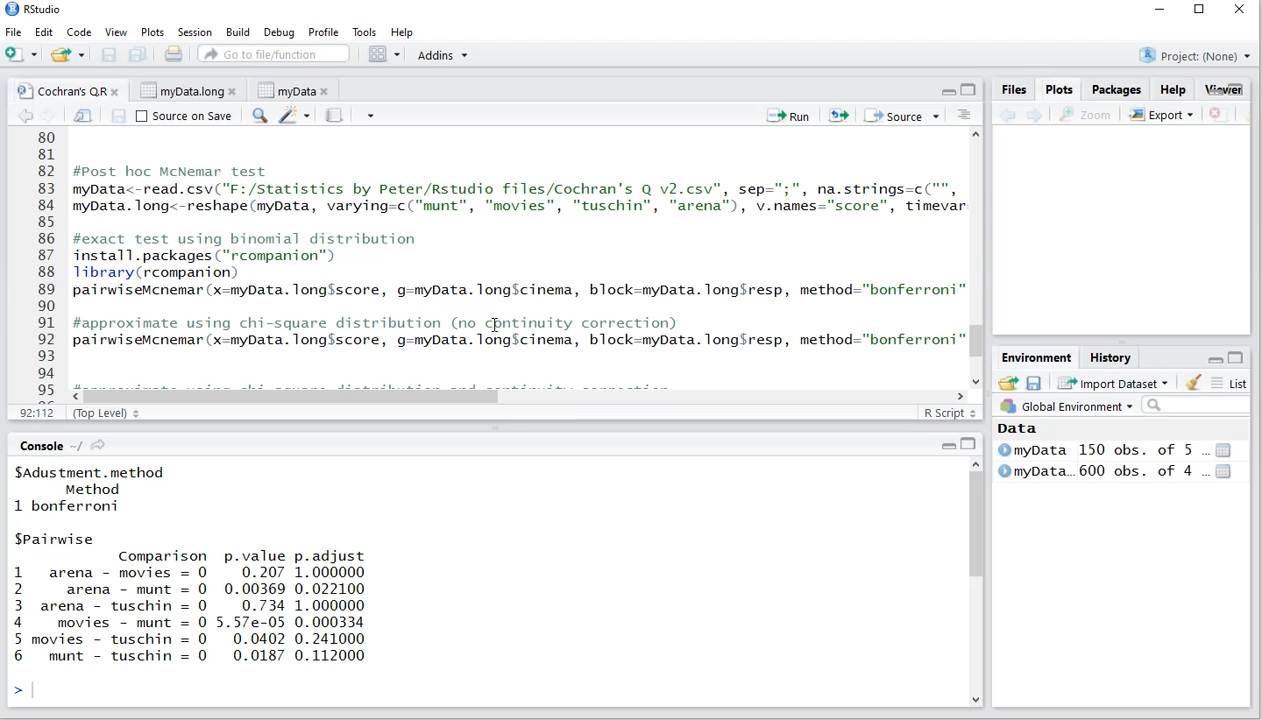 RStudio
File Edit Code View Plots Session Build Debug Profile Tools Help
Go to file/function Addins Project: (None)
Cochran's Q.R myData.long myData
Source on Save Run Source
80
81
82 #Post hoc McNemar test
83 myData<-read.csv("F:/Statistics by Peter/Rstudio files/Cochran's Q v2.csv", sep=";", na.strings=c("",
84 myData.long<-reshape(myData, varying=c("munt", "movies", "tuschin", "arena"), v.names="score", timevar
85
86 #exact test using binomial distribution
87 install.packages("rcompanion")
88 library(rcompanion)
89 pairwiseMcnemar(x=myData.long$score, g=myData.long$cinema, block=myData.long$resp, method="bonferroni"
90
91 #approximate using chi-square distribution (no continuity correction)
92 pairwiseMcnemar(x=myData.long$score, g=myData.long$cinema, block=myData.long$resp, method="bonferroni"
93
94
95 #approximate using chi-square distribution and continuity correction
92:112 (Top Level) R Script
Console ~/
$Adustment.method
Method
1 bonferroni
$Pairwise
Comparison p.value p.adjust
1 arena - movies = 0 0.207 1.000000
2 arena - munt = 0 0.00369 0.022100
3 arena - tuschin = 0 0.734 1.000000
4 movies - munt = 0 5.57e-05 0.000334
5 movies - tuschin = 0 0.0402 0.241000
6 munt - tuschin = 0 0.0187 0.112000
>
Files Plots Packages Help Viewer
Zoom Export
Environment History
Import Dataset List
Global Environment
Data
myData 150 obs. of 5 ...
myData... 600 obs. of 4 ...